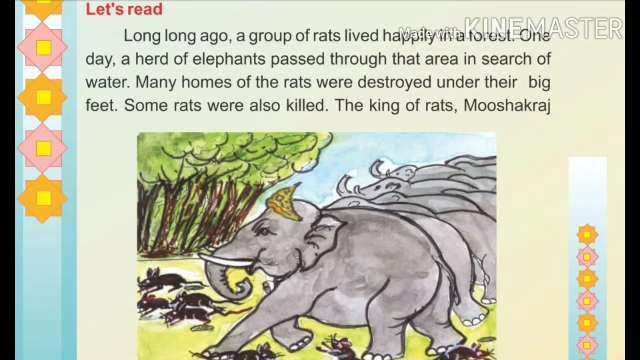 Let's read
Made with KINEMASTER
Long long ago, a group of rats lived happily in a forest. One
day, a herd of elephants passed through that area in search of
water. Many homes of the rats were destroyed under their big
feet. Some rats were also killed. The king of rats, Mooshakraj